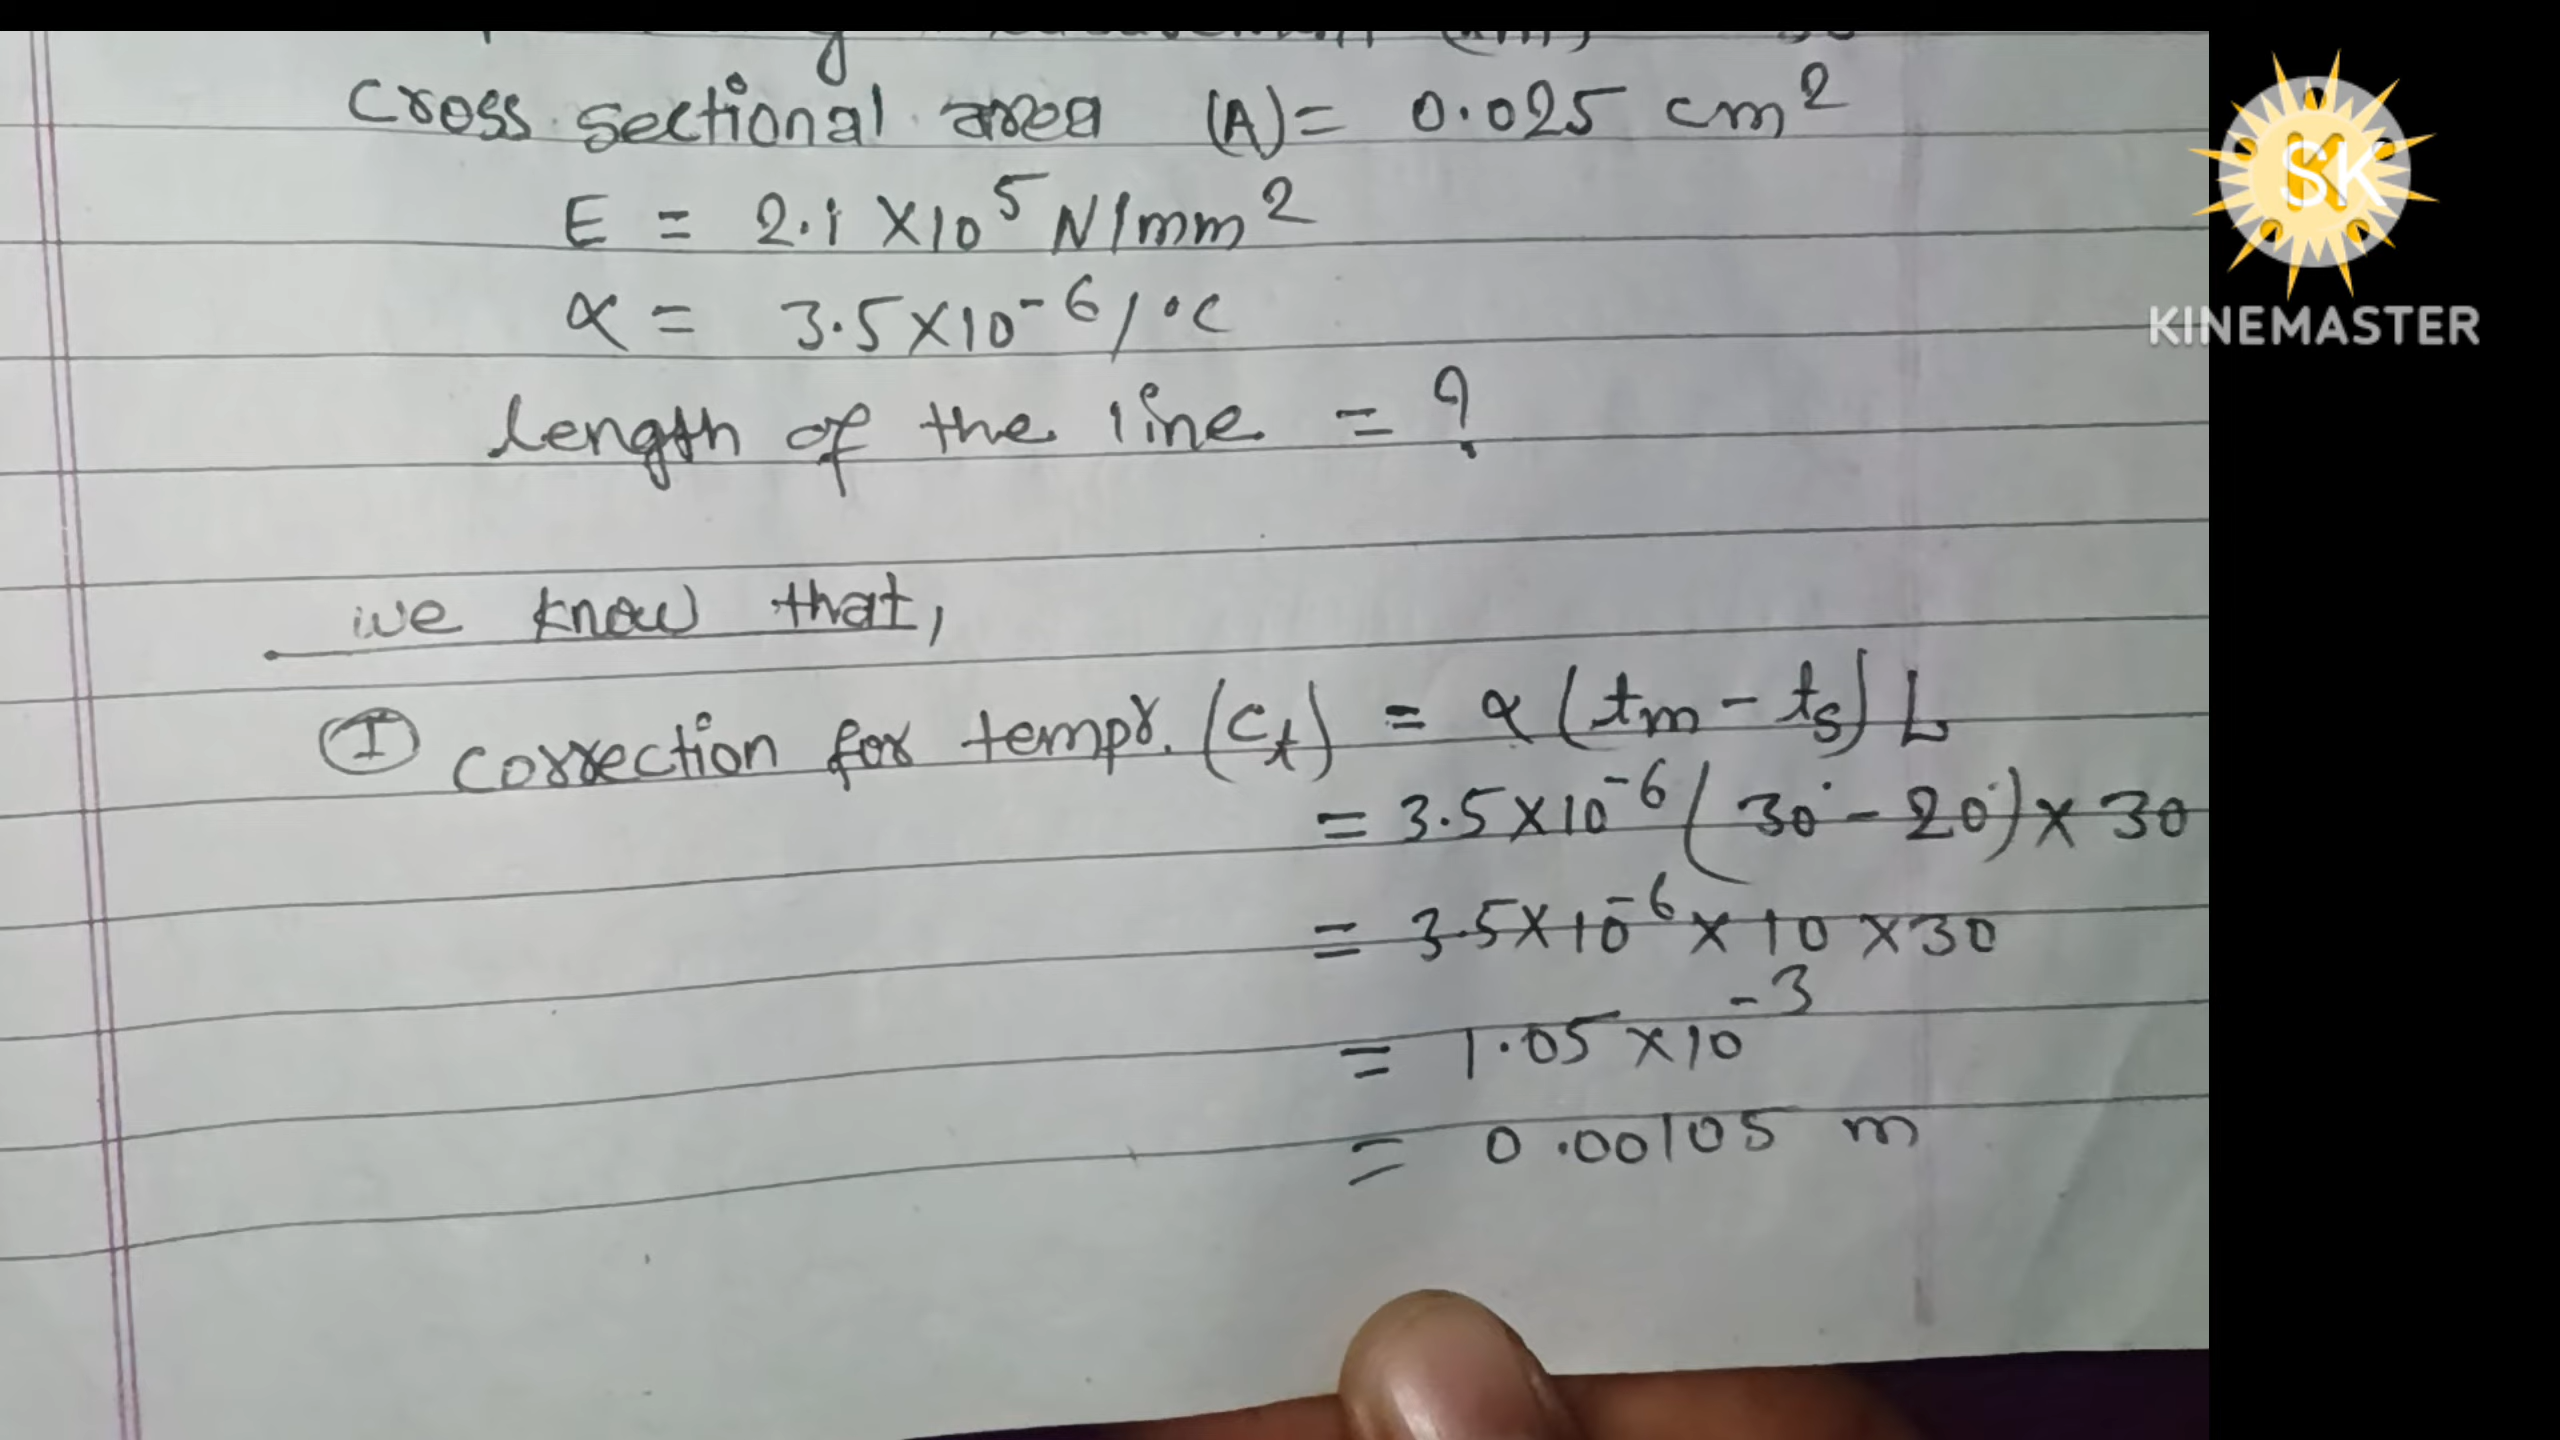 cross sectional area (A) = 0.025 cm²
E = 2.1 × 10⁵ N/mm²
α = 3.5 × 10⁻⁶/°C
length of the line = ?
we know that,
① correction for tempr. (Ct) = α (tm - ts) L
= 3.5 × 10⁻⁶ (30° - 20°) × 30
= 3.5 × 10⁻⁶ × 10 × 30
= 1.05 × 10⁻³
= 0.00105 m
SK
KINEMASTER